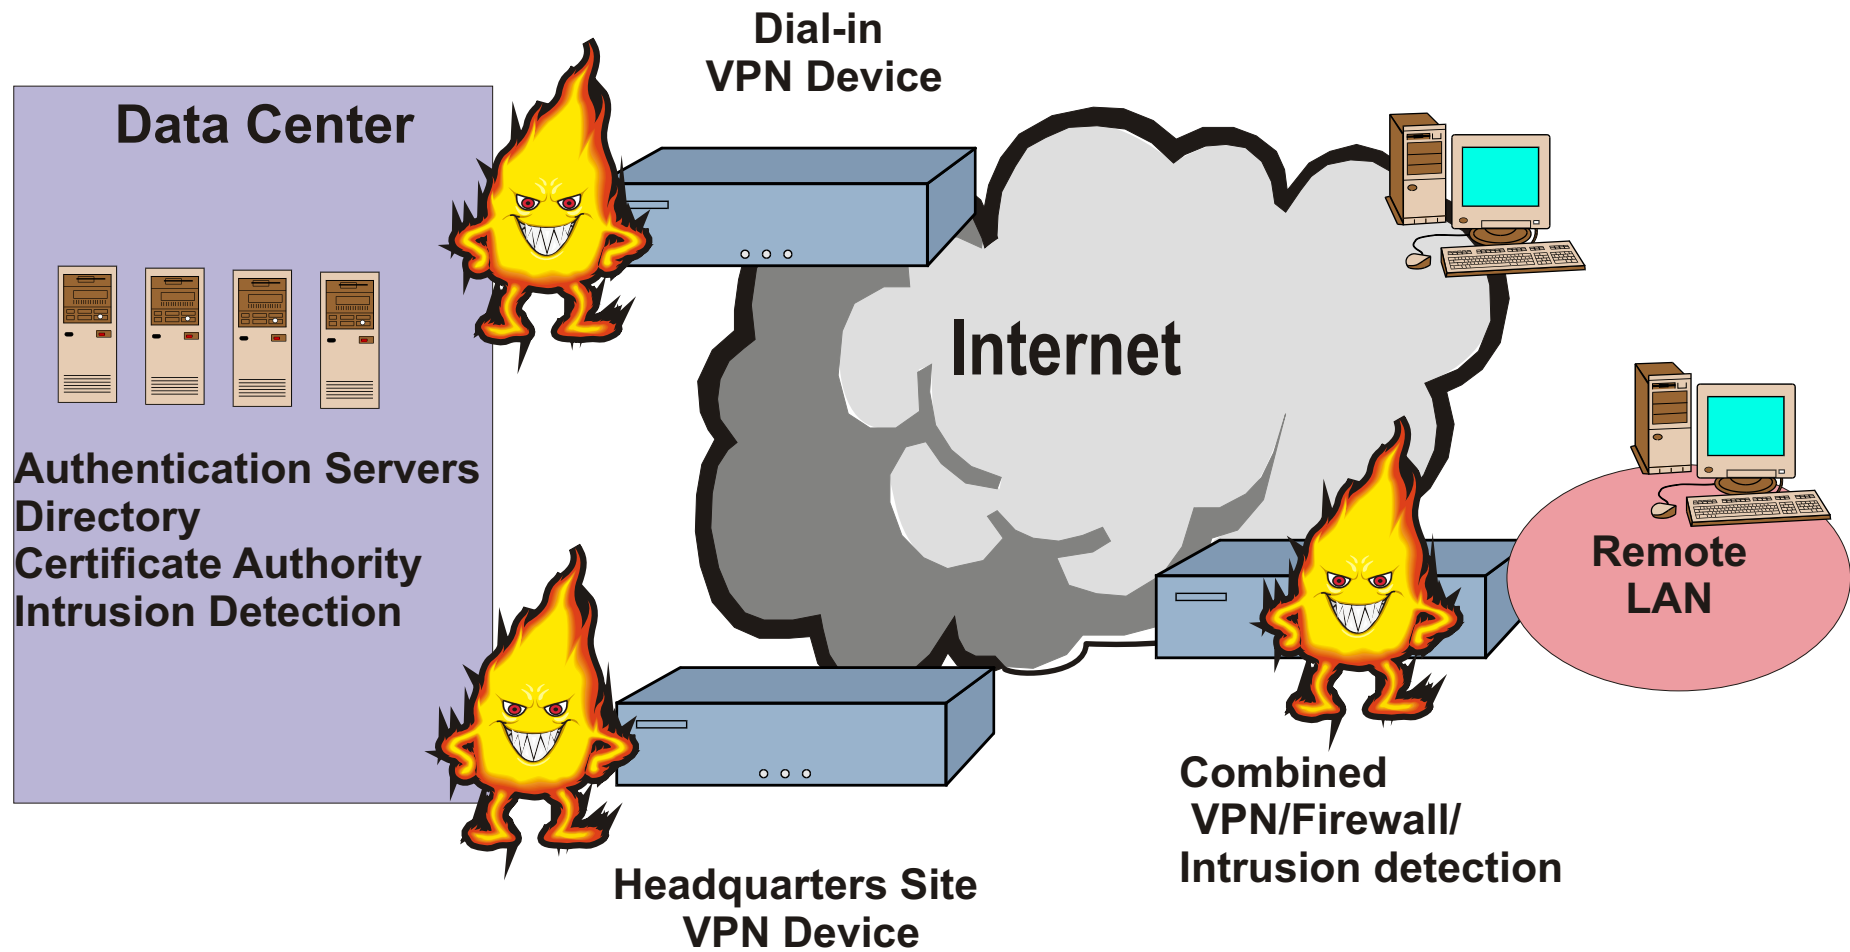 Dial-in
VPN Device
Data Center
Internet
Authentication Servers
Directory
Certificate Authority
Intrusion Detection
Remote
LAN
Combined
VPN/Firewall/
Intrusion detection
Headquarters Site
VPN Device